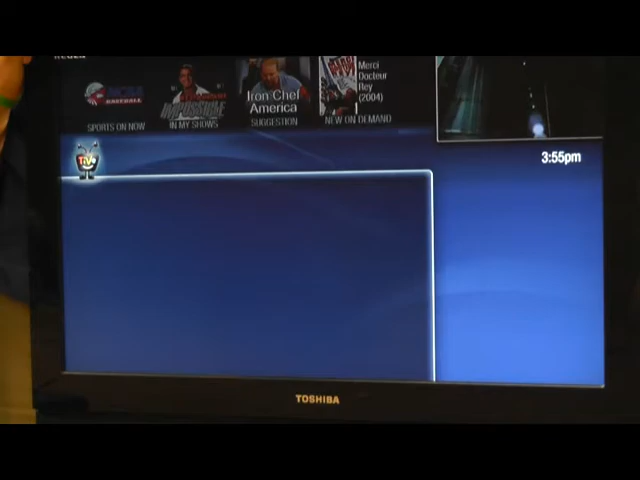 NCAA
BASEBALL
SPORTS ON NOW
IMPOSSIBLE
IN MY SHOWS
Iron Chef
America
SUGGESTION
Merci
Docteur
Rey
(2004)
NEW ON DEMAND
TiVo
3:55pm
TOSHIBA